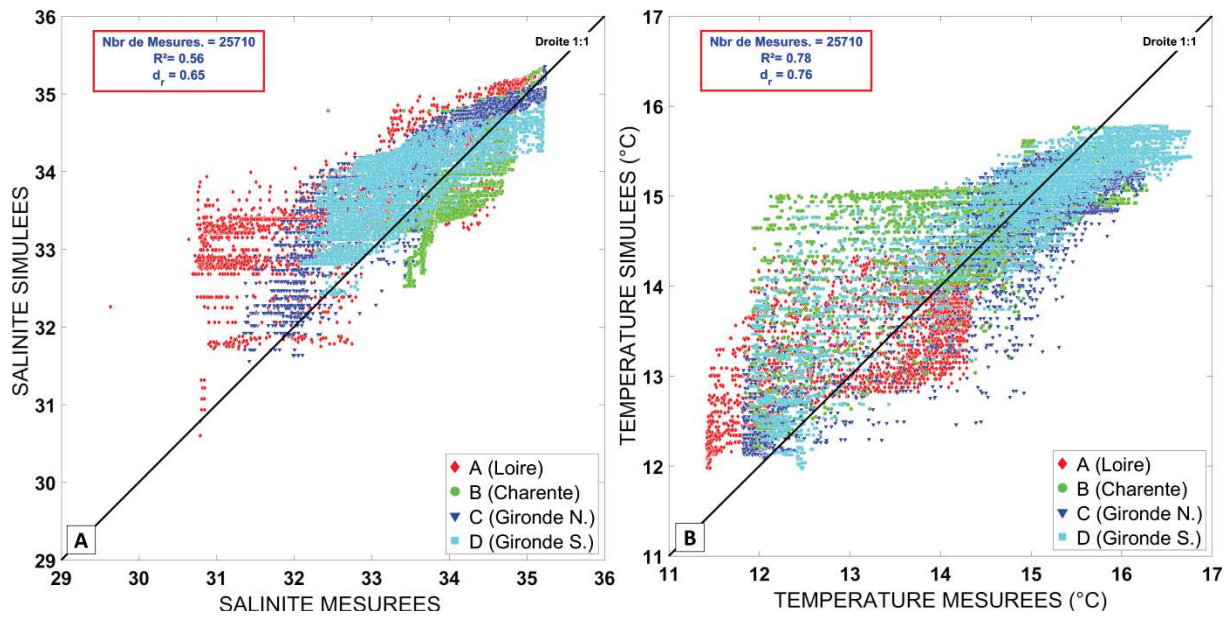 36
35
34
33
32
31
30
29
SALINITE SIMULEES
Nbr de Mesures. = 25710
R²= 0.56
d_r = 0.65
Droite 1:1
A (Loire)
B (Charente)
C (Gironde N.)
D (Gironde S.)
A
29 30 31 32 33 34 35 36
SALINITE MESUREES
17
16
15
14
13
12
11
TEMPERATURE SIMULEES (°C)
Nbr de Mesures. = 25710
R²= 0.78
d_r = 0.76
Droite 1:1
A (Loire)
B (Charente)
C (Gironde N.)
D (Gironde S.)
B
11 12 13 14 15 16 17
TEMPERATURE MESUREES (°C)